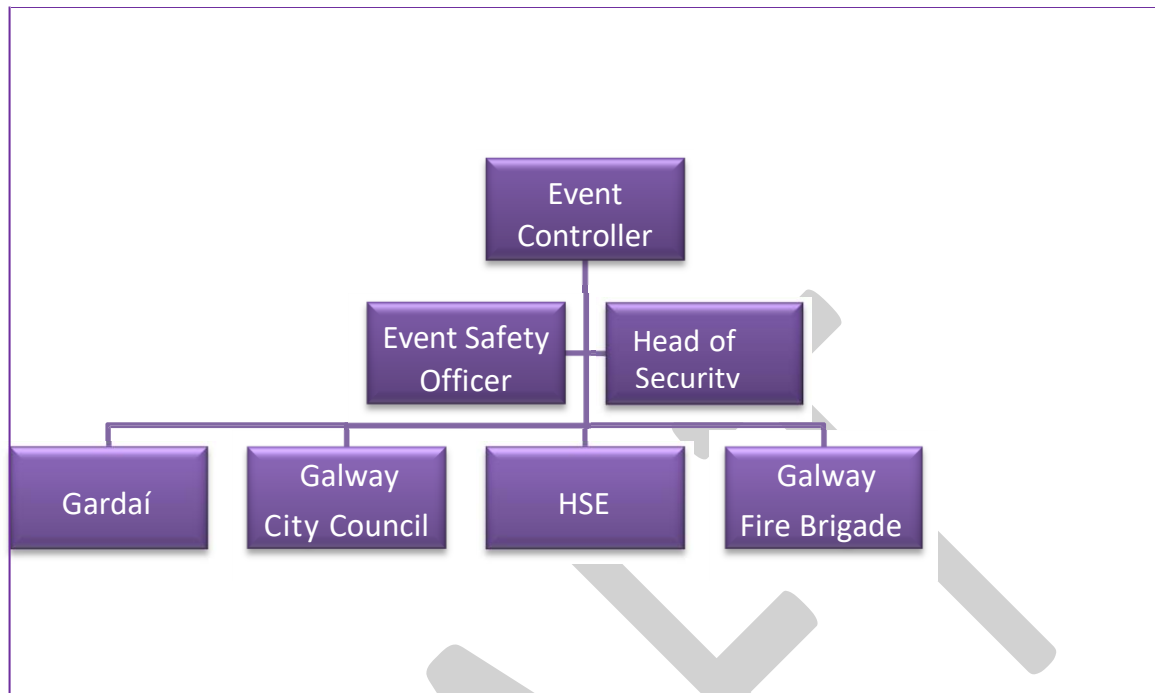 Event
Controller
Event Safety
Officer
Head of
Security
Gardaí
Galway
City Council
HSE
Galway
Fire Brigade